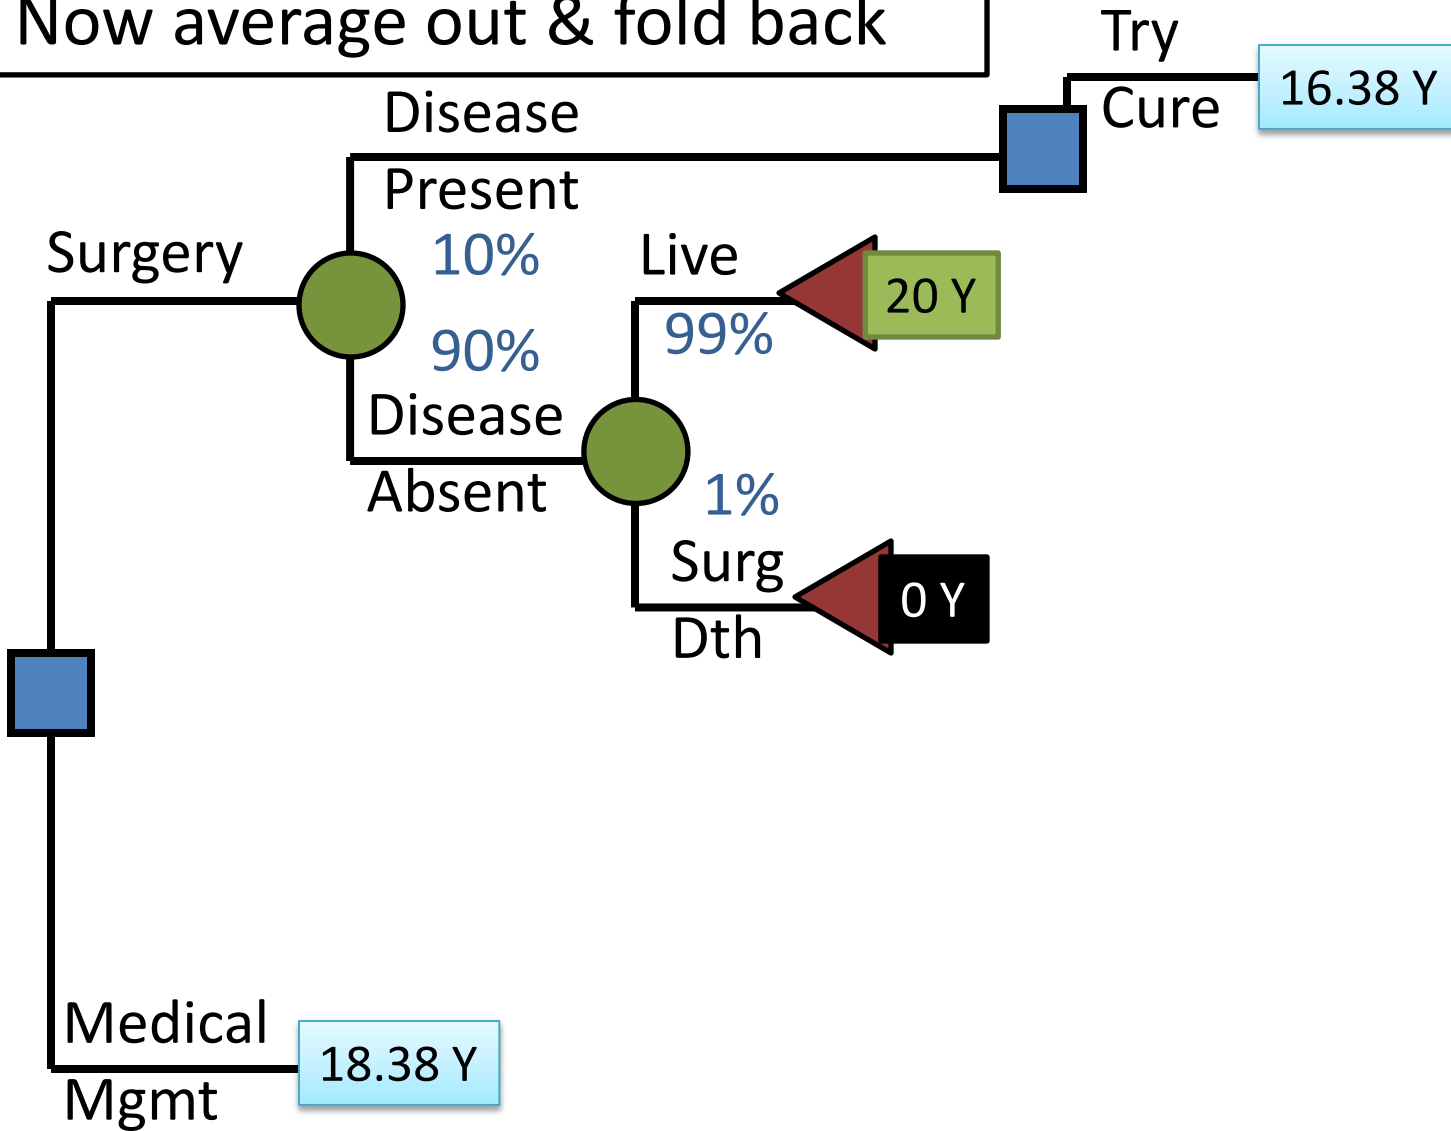 Now average out & fold back
Try
Cure
16.38 Y
Disease
Present
10%
Surgery
Live
99%
20 Y
90%
Disease
Absent
1%
Surg
Dth
0 Y
Medical
Mgmt
18.38 Y